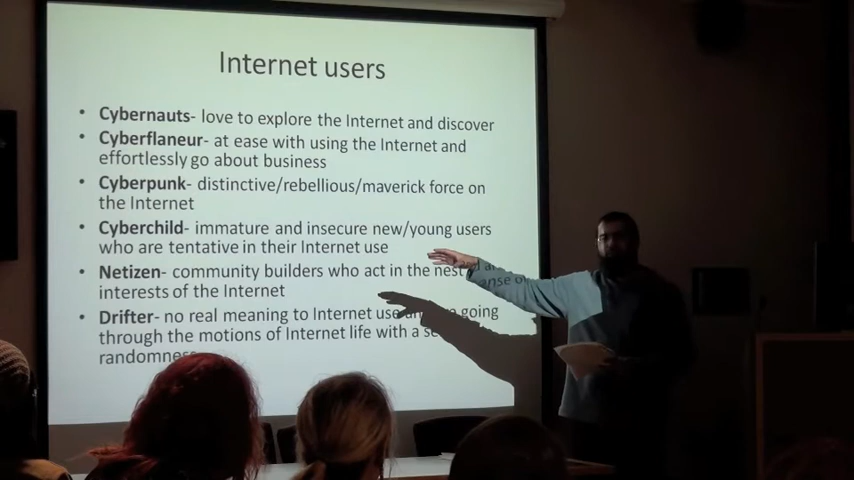 Internet users
• Cybernauts- love to explore the Internet and discover
• Cyberflaneur- at ease with using the Internet and
effortlessly go about business
• Cyberpunk- distinctive/rebellious/maverick force on
the Internet
• Cyberchild- immature and insecure new/young users
who are tentative in their Internet use
• Netizen- community builders who act in the nest
interests of the Internet
• Drifter- no real meaning to Internet use going
through the motions of Internet life with a
randomness